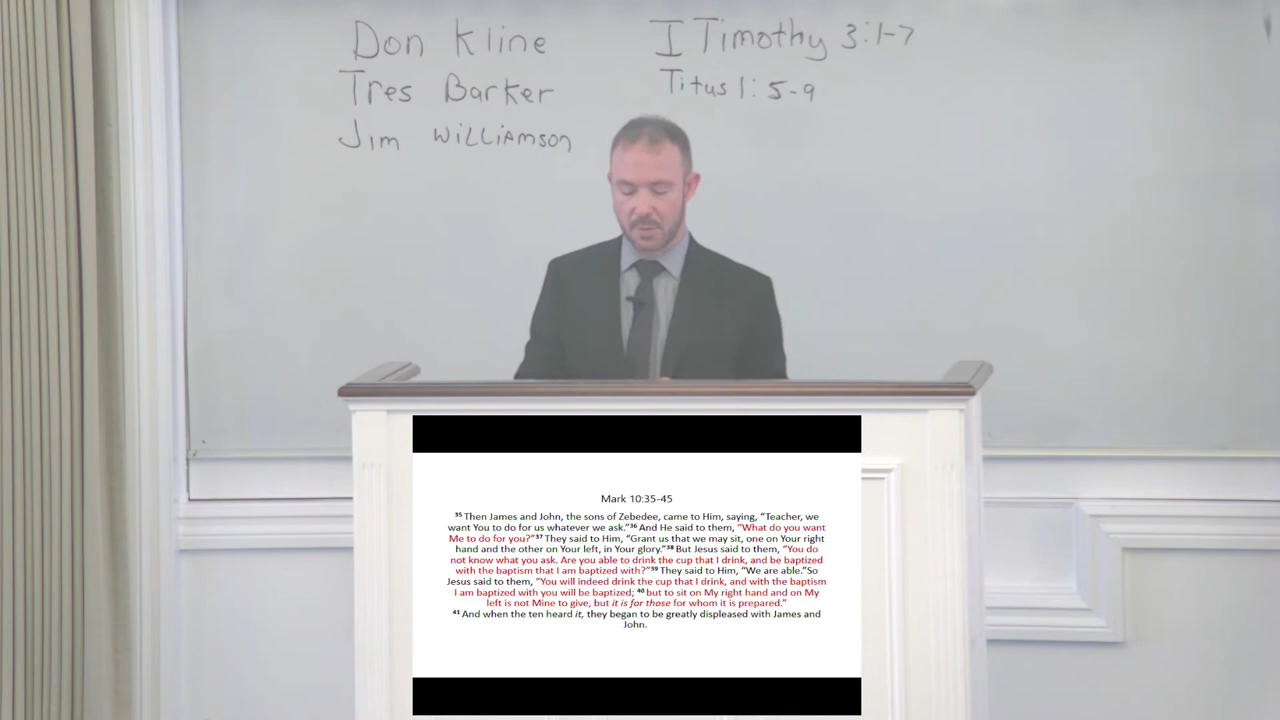 Don Kline
Tres Barker
Jim Williamson
I Timothy 3:1-7
Titus 1:5-9
Mark 10:35-45
³⁵ Then James and John, the sons of Zebedee, came to Him, saying, “Teacher, we
want You to do for us whatever we ask.”³⁶ And He said to them, “What do you want
Me to do for you?”³⁷ They said to Him, “Grant us that we may sit, one on Your right
hand and the other on Your left, in Your glory.”³⁸ But Jesus said to them, “You do
not know what you ask. Are you able to drink the cup that I drink, and be baptized
with the baptism that I am baptized with?”³⁹ They said to Him, “We are able.”So
Jesus said to them, “You will indeed drink the cup that I drink, and with the baptism
I am baptized with you will be baptized; ⁴⁰ but to sit on My right hand and on My
left is not Mine to give, but it is for those for whom it is prepared.”
⁴¹ And when the ten heard it, they began to be greatly displeased with James and
John.